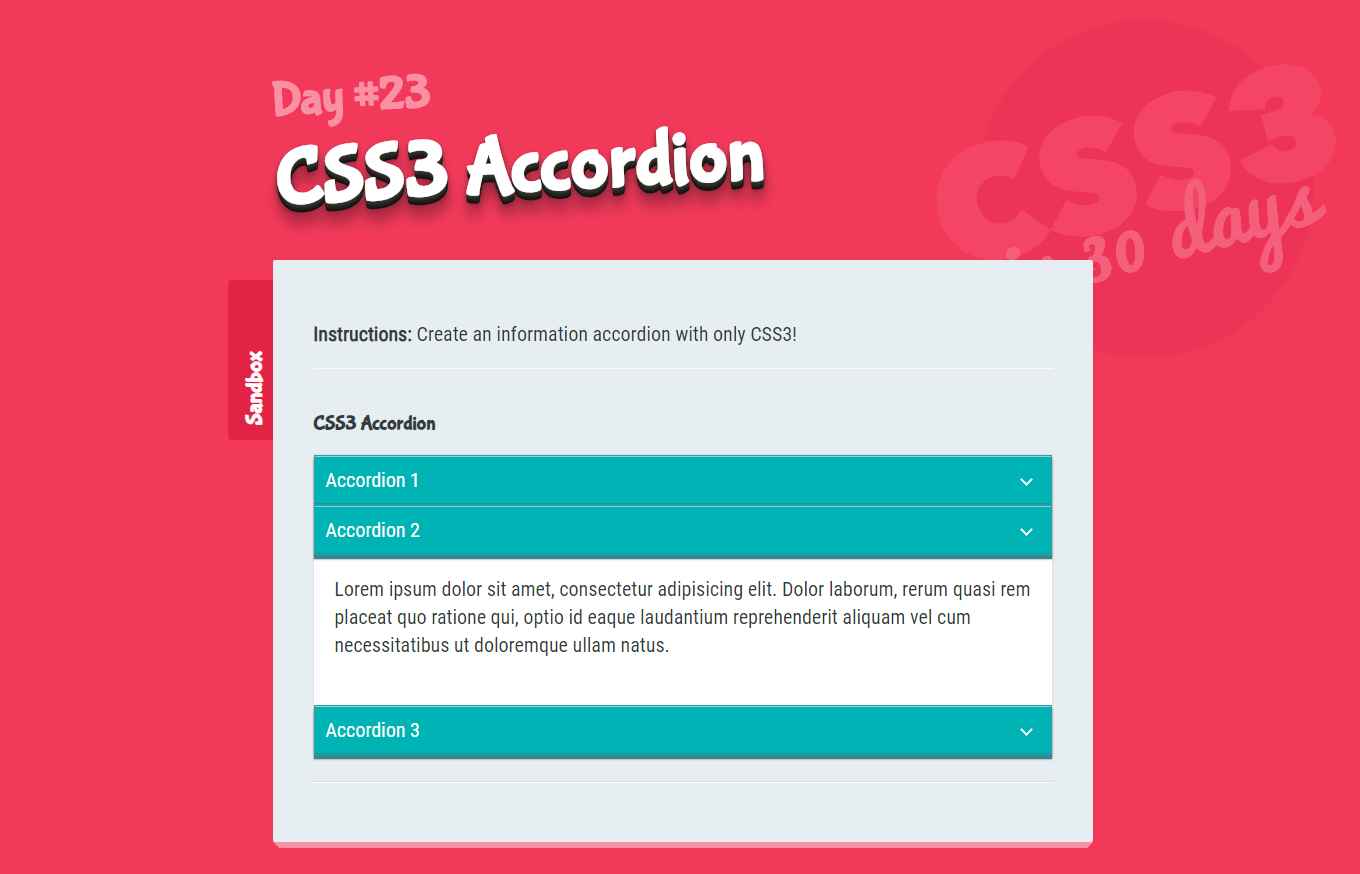 Day #23
CSS3 Accordion
CSS3
30 days
Sandbox
Instructions: Create an information accordion with only CSS3!
CSS3 Accordion
Accordion 1
Accordion 2
Lorem ipsum dolor sit amet, consectetur adipisicing elit. Dolor laborum, rerum quasi rem
placeat quo ratione qui, optio id eaque laudantium reprehenderit aliquam vel cum
necessitatibus ut doloremque ullam natus.
Accordion 3